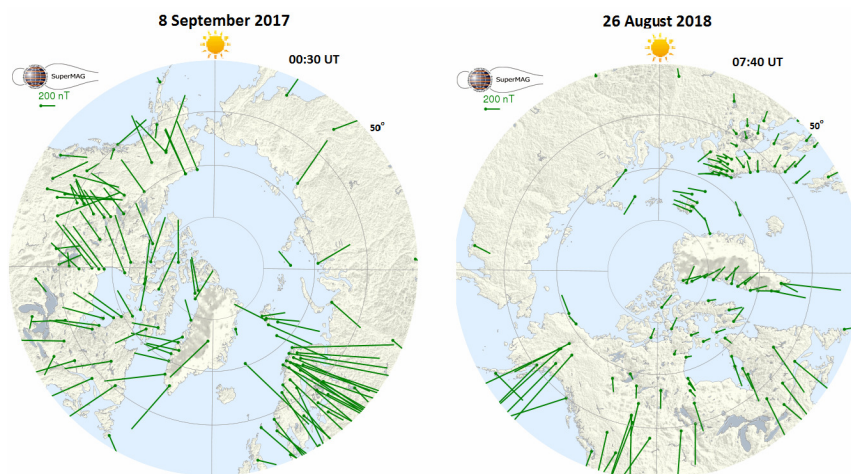 8 September 2017
00:30 UT
SuperMAG
200 nT
50°
26 August 2018
07:40 UT
SuperMAG
200 nT
50°